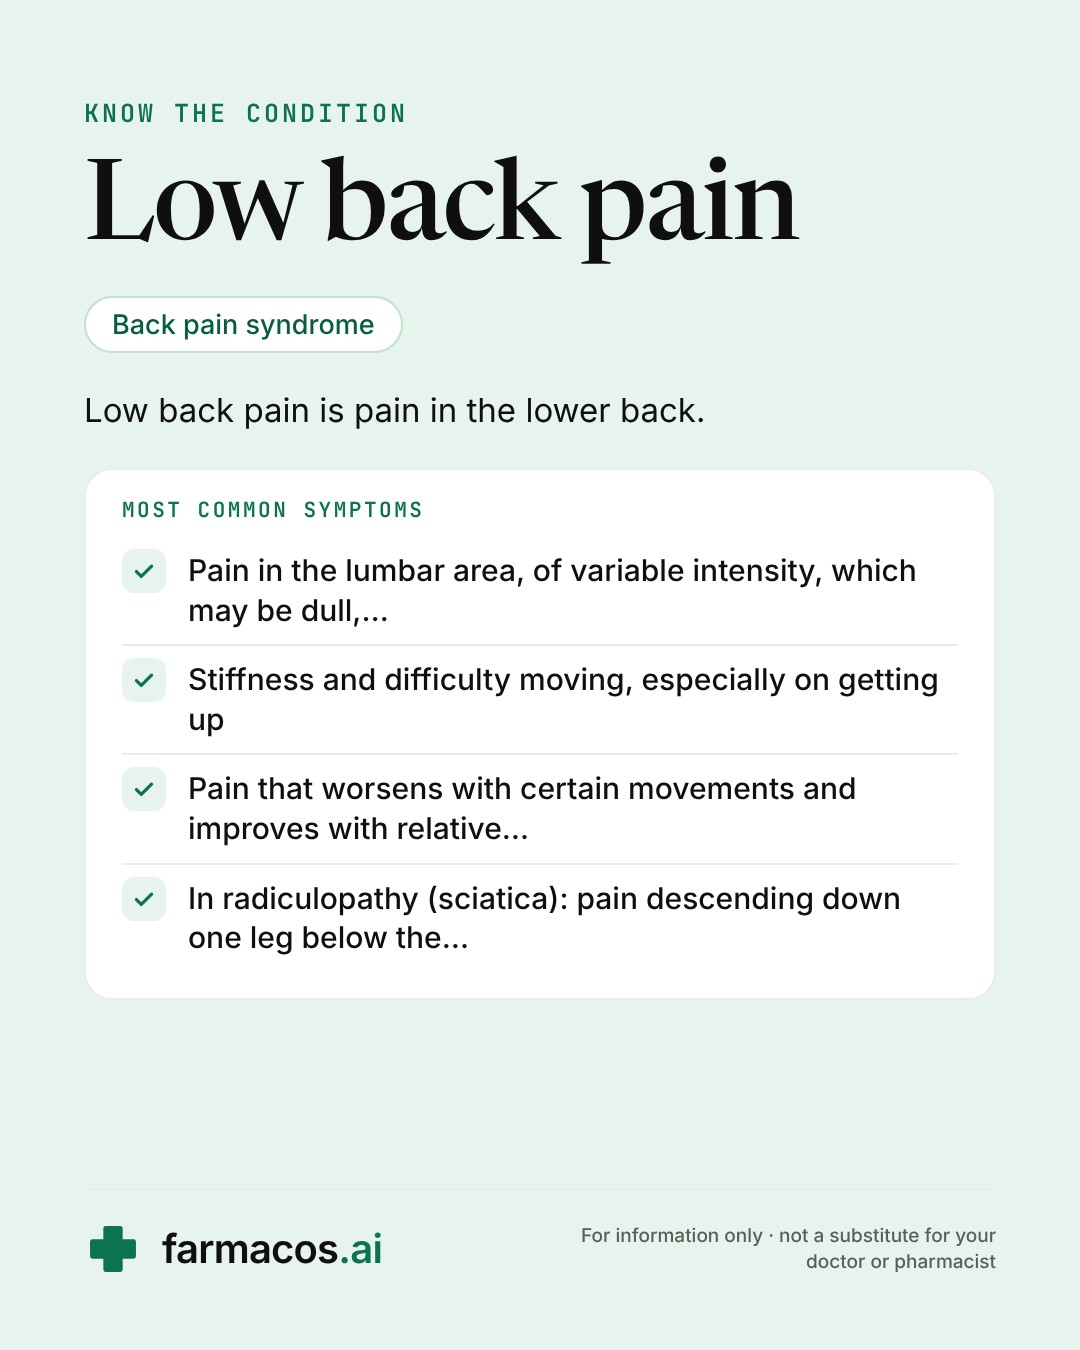 KNOW THE CONDITION
Low back pain
Back pain syndrome
Low back pain is pain in the lower back.
MOST COMMON SYMPTOMS
Pain in the lumbar area, of variable intensity, which
may be dull,...
Stiffness and difficulty moving, especially on getting
up
Pain that worsens with certain movements and
improves with relative...
In radiculopathy (sciatica): pain descending down
one leg below the...
farmacos.ai
For information only · not a substitute for your
doctor or pharmacist